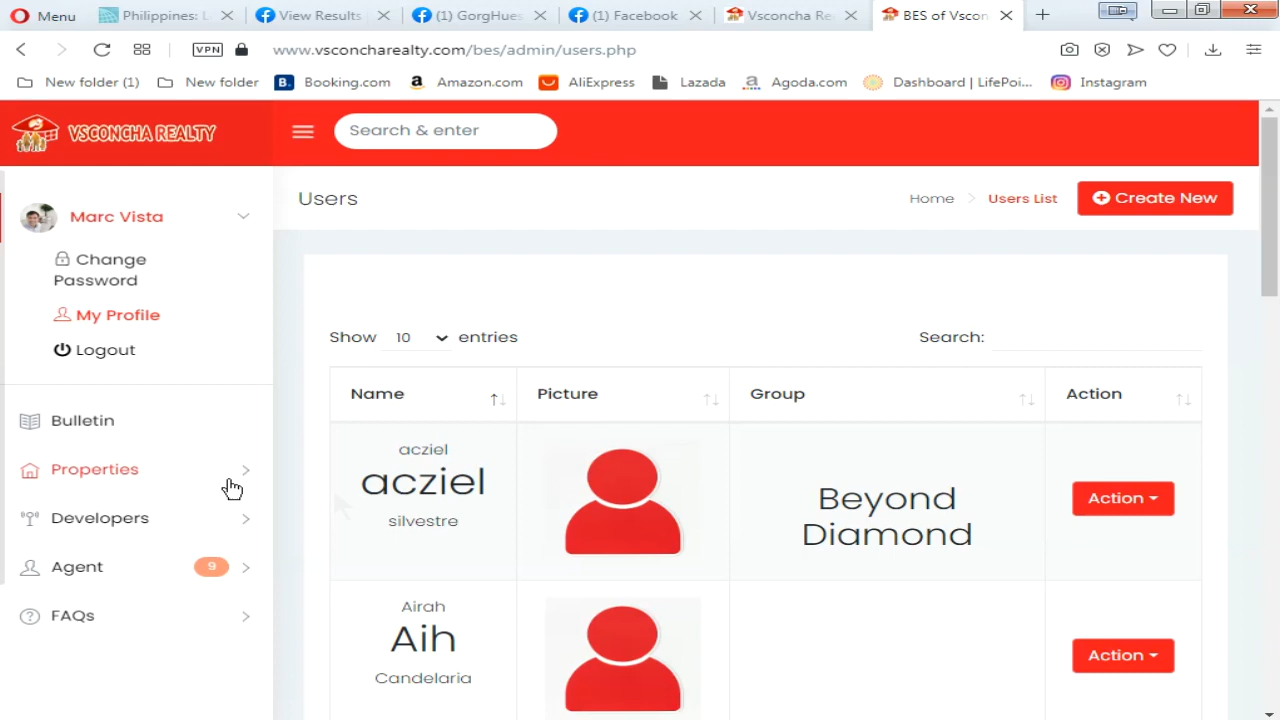 Menu
Philippines: L
View Results
(1) GorgHues
(1) Facebook
Vsconcha Re
BES of Vscon
VPN
www.vsconcharealty.com/bes/admin/users.php
New folder (1)
New folder
B.
Booking.com
a
Amazon.com
AliExpress
Lazada
a
Agoda.com
Dashboard | LifePoi...
Instagram
VSCONCHA REALTY
Search & enter
Marc Vista
Users
Home
Users List
Create New
Change
Password
My Profile
Logout
Show 10 entries
Search:
Name
Picture
Group
Action
Bulletin
Properties
Developers
Agent
9
FAQs
acziel
acziel
silvestre
Beyond
Diamond
Action
Airah
Aih
Candelaria
Action